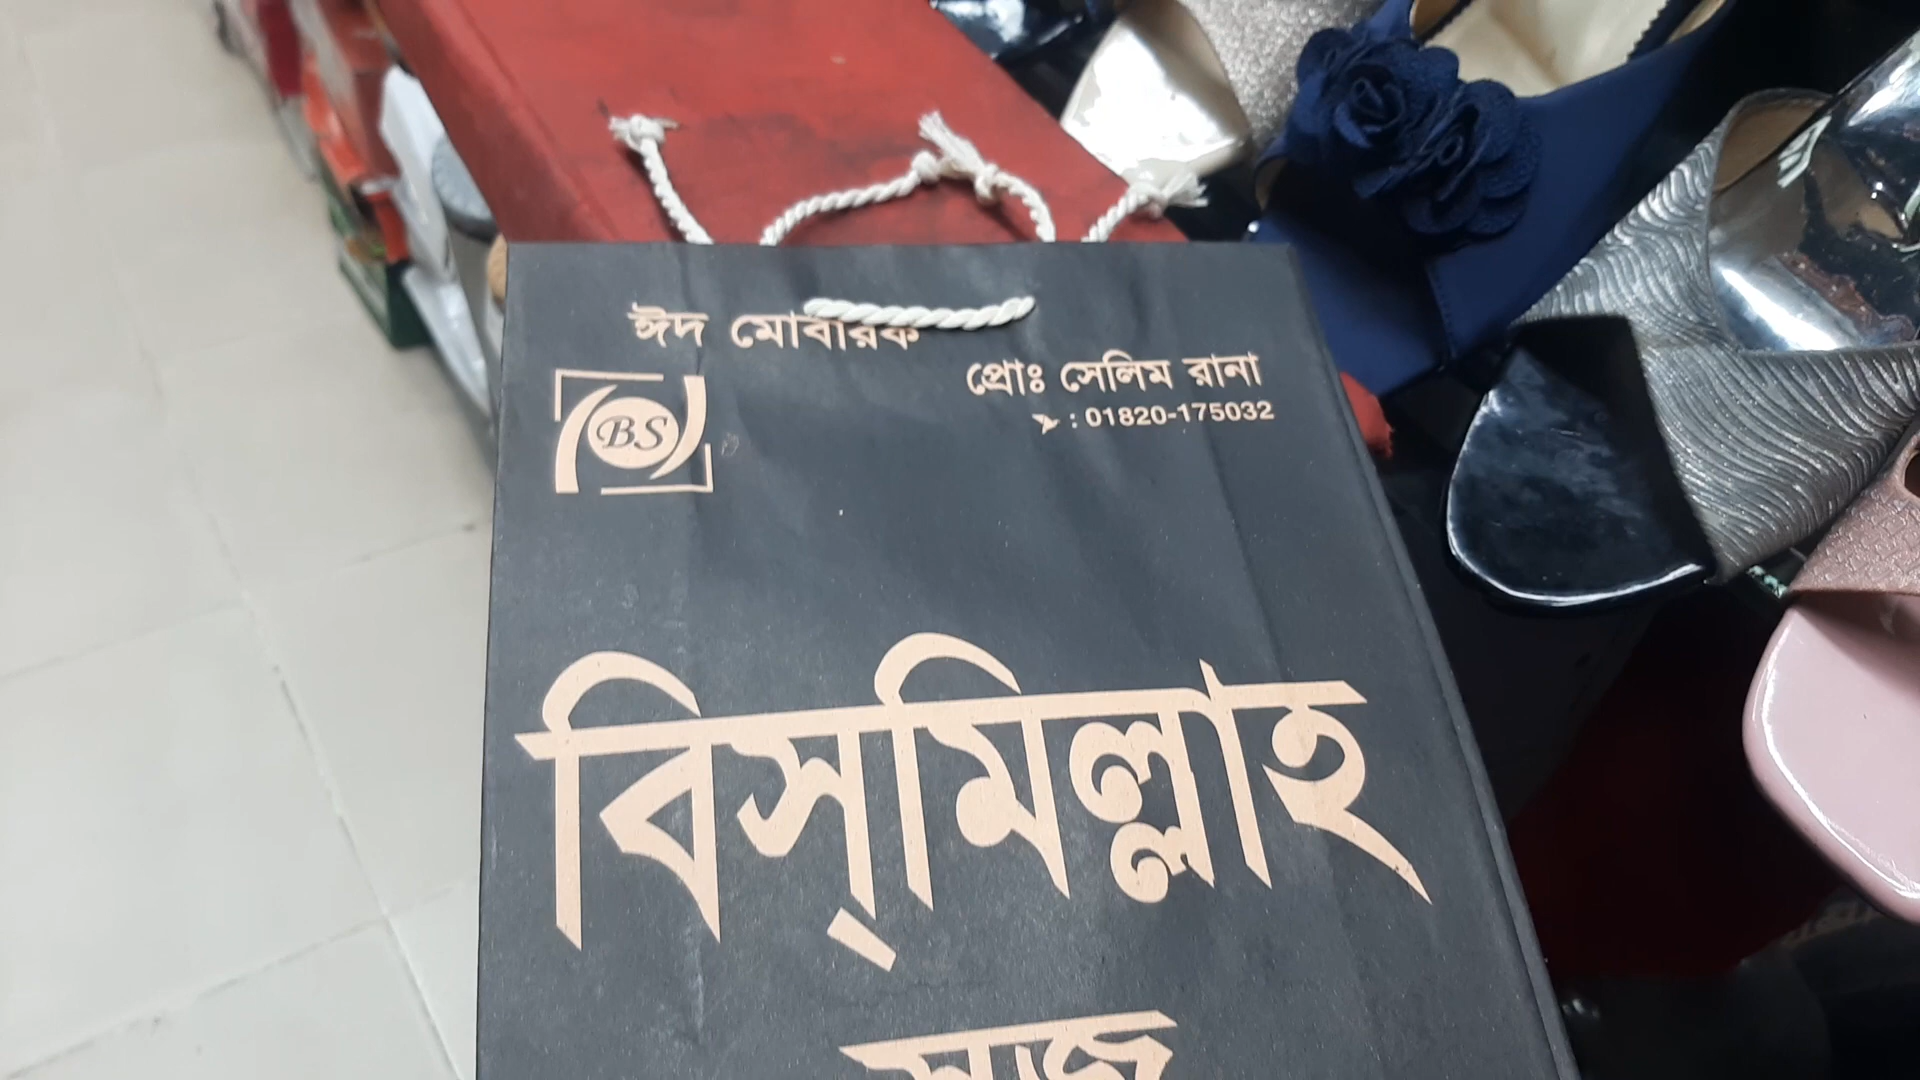 ঈদ মোবারক
প্রোঃ সেলিম রানা
: 01820-175032
BS
বিস্‌মিল্লাহ